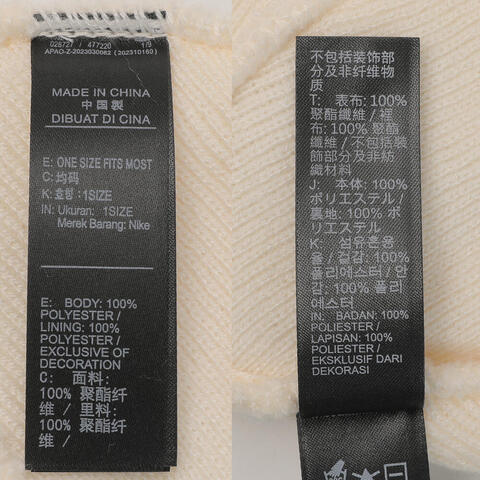 028727 / 477220 1/9
APAO-Z-2023030062 (202310160)
MADE IN CHINA
中國製
DIBUAT DI CINA
E: ONE SIZE FITS MOST
C: 均码
K: 호칭 : 1SIZE
IN: Ukuran: 1SIZE
Merek Barang: Nike
E: BODY: 100%
POLYESTER /
LINING: 100%
POLYESTER /
EXCLUSIVE OF
DECORATION
C: 面料:
100% 聚酯纤
维 / 里料:
100% 聚酯纤
维 /
不包括装饰部
分及非纤维物
质
T: 表布: 100%
聚酯纖維 / 裡
布: 100% 聚酯
纖維 / 不包括裝
飾部分及非紡
織材料
J: 本体: 100%
ポリエステル /
裏地: 100% ポ
リエステル
K: 섬유혼용
율 / 겉감: 100%
폴리에스터 / 안
감: 100% 폴리
에스터
IN: BADAN: 100%
POLIESTER /
LAPISAN: 100%
POLIESTER /
EKSKLUSIF DARI
DEKORASI